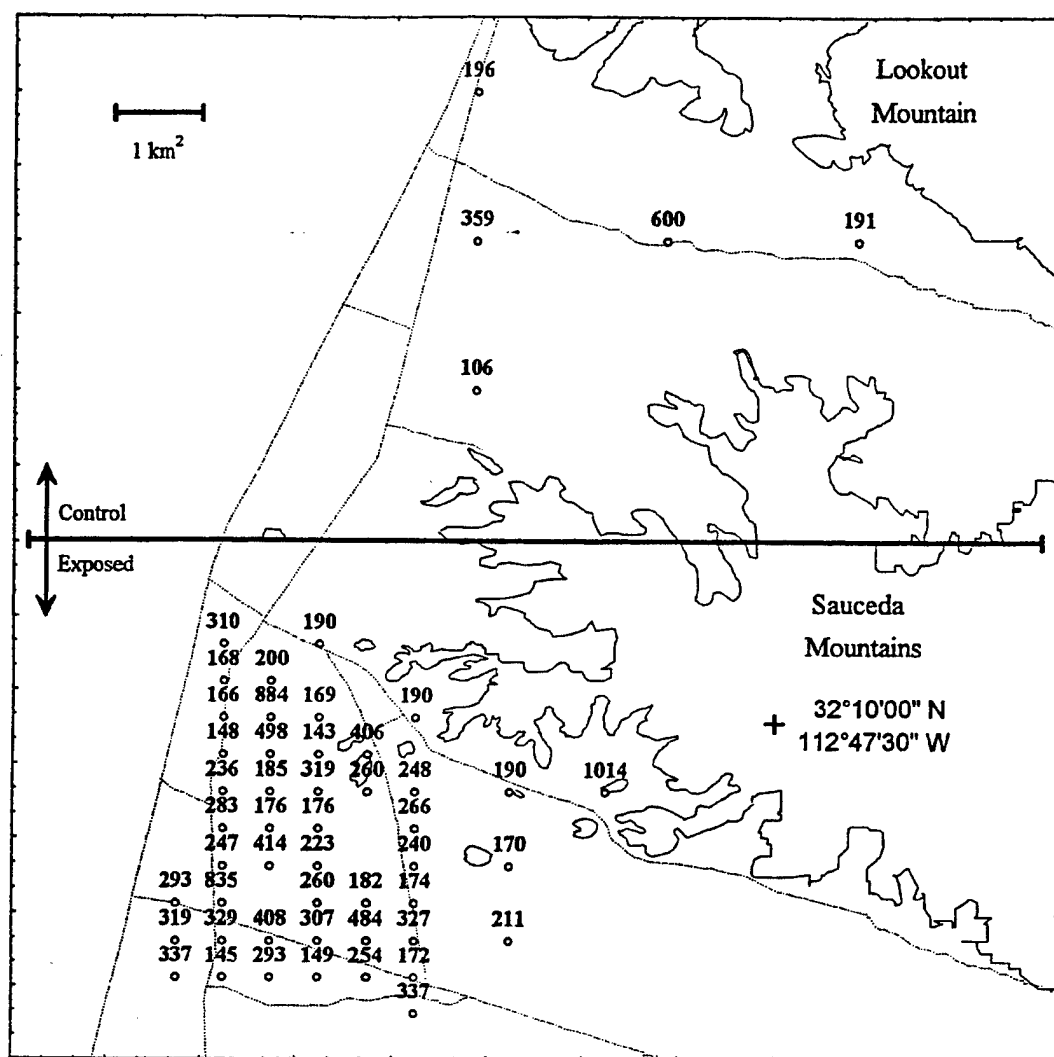 196
Lookout
Mountain
1 km2
359 600 191
106
Control
Exposed
Sauceda
Mountains
310 190
168 200
166 884 169 190
32°10'00" N
148 498 143 406
112°47'30" W
236 185 319 260 248 190 1014
283 176 176 266
247 414 223 240 170
293 835 260 182 174
319 329 408 307 484 327 211
337 145 293 149 254 172
337